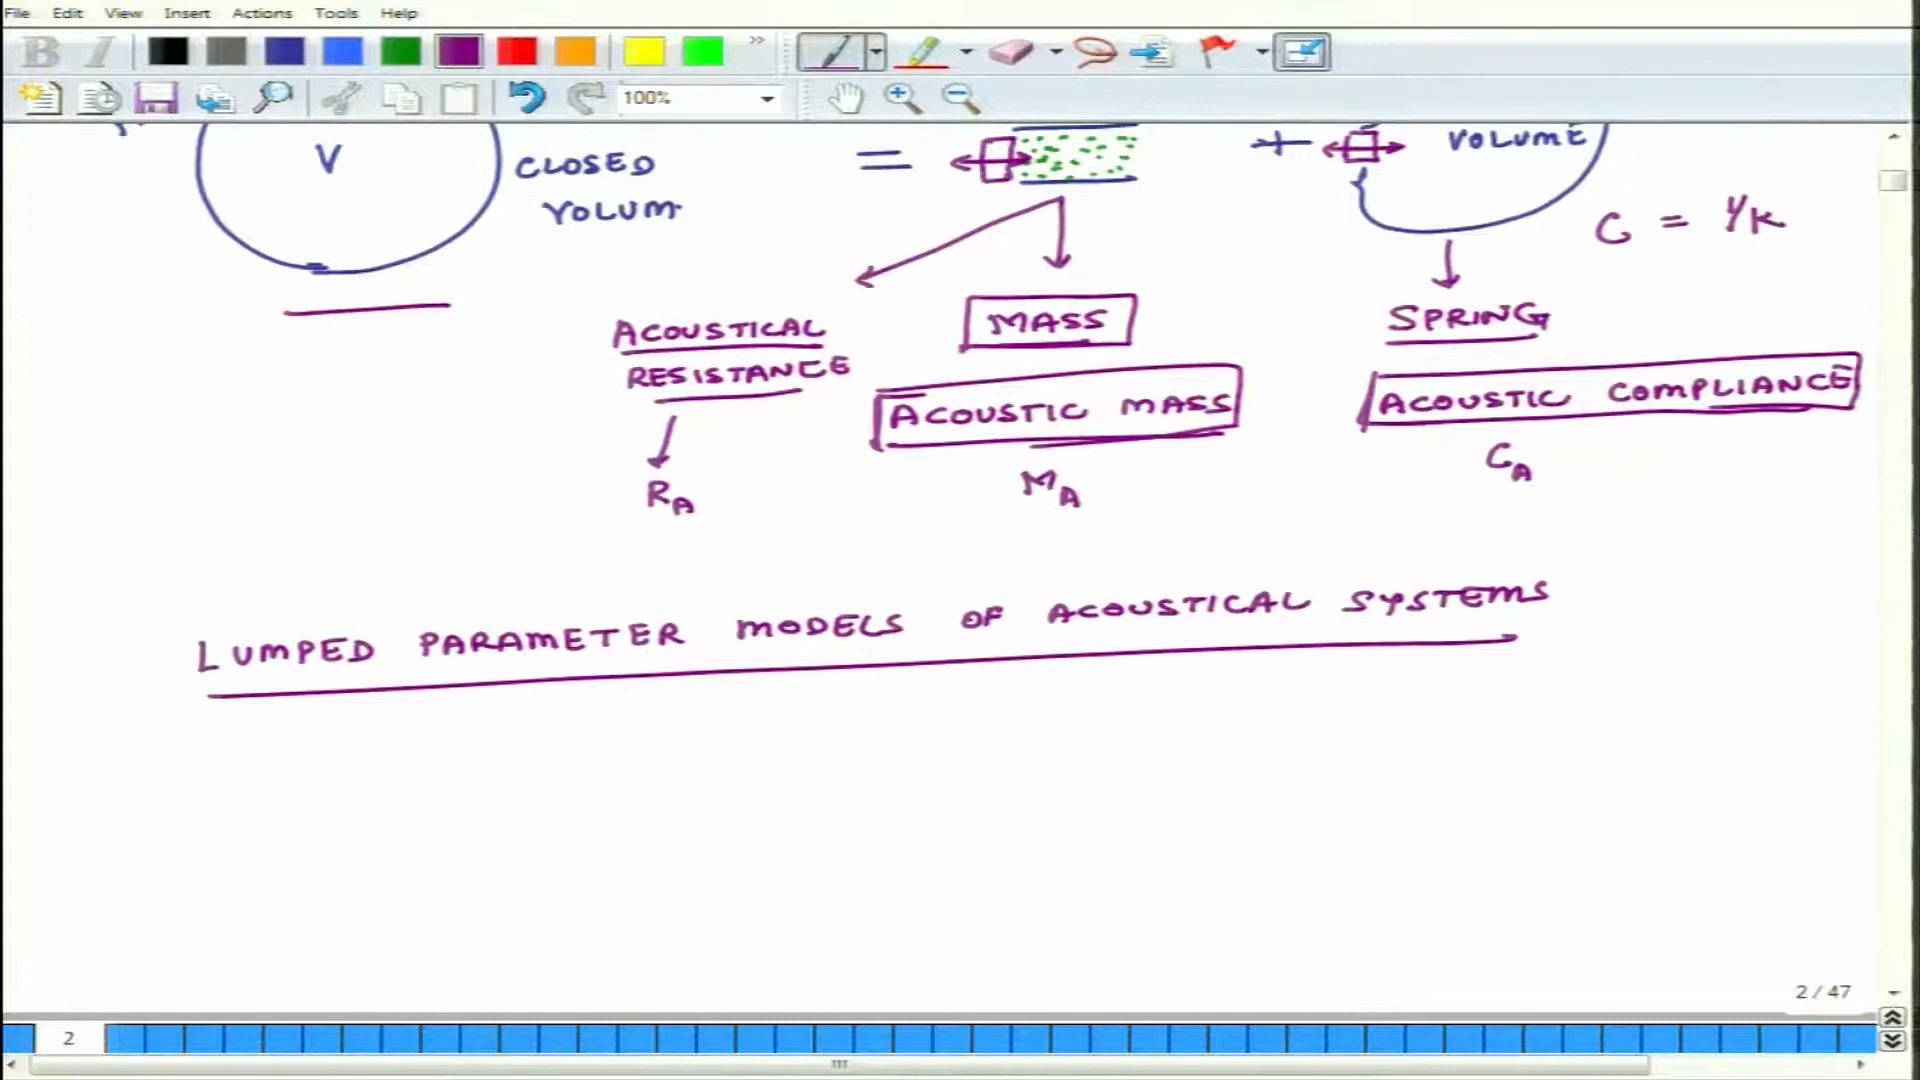 File Edit View Insert Actions Tools Help
B I
100%
V
CLOSED
VOLUM
=
+
VOLUME
C = 1/K
ACOUSTICAL
RESISTANCE
MASS
SPRING
ACOUSTIC MASS
ACOUSTIC COMPLIANCE
RA
MA
CA
LUMPED PARAMETER MODELS OF ACOUSTICAL SYSTEMS
2 / 47
2